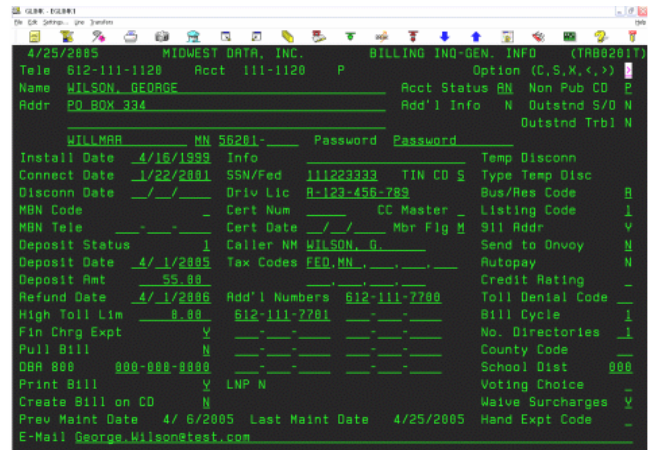 GLINK - [GLINK]
File Edit Settings... Line Transfers Help
4/25/2005 MIDWEST DATA, INC. BILLING INQ-GEN. INFO (TAB0201T)
Tele 612-111-1120 Acct 111-1120 P Option (C,S,X,<,>) >
Name WILSON, GEORGE Acct Status AN Non Pub CD P
Addr PO BOX 334 Add'l Info N Outstnd S/O N
Outstnd Trbl N
WILLMAR MN 56201- Password Password
Install Date 4/16/1999 Info Temp Disconn
Connect Date 1/22/2001 SSN/Fed 111223333 TIN CD S Type Temp Disc
Disconn Date _/_/_ Driv Lic A-123-456-789 Bus/Res Code R
MBN Code _ Cert Num CC Master _ Listing Code 1
MBN Tele - - Cert Date _/_/_ Mbr Flg M 911 Addr Y
Deposit Status 1 Caller NM WILSON, G. Send to Onvoy N
Deposit Date 4/ 1/2005 Tax Codes FED,MN , , , Autopay N
Deposit Amt 55.00 , , , , Credit Rating _
Refund Date 4/ 1/2006 Add'l Numbers 612-111-7700 Toll Denial Code
High Toll Lim 0.00 612-111-7701 - - Bill Cycle 1
Fin Chrg Expt Y - - - - No. Directories 1
Pull Bill N - - - - County Code
DBA 800 000-000-0000 - - - - School Dist 000
Print Bill Y LNP N Voting Choice _
Create Bill on CD N Waive Surcharges Y
Prev Maint Date 4/ 6/2005 Last Maint Date 4/25/2005 Hand Expt Code _
E-Mail George.Wilson@test.com